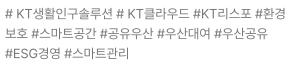 # KT생활인구솔루션 # KT클라우드 #KT리스포 #환경
보호 #스마트공간 #공유우산 #우산대여 #우산공유
#ESG경영 #스마트관리